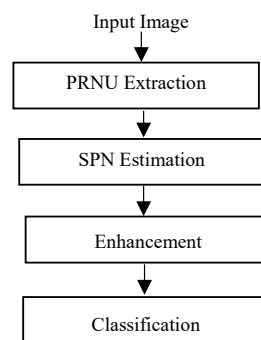 Input Image
PRNU Extraction
SPN Estimation
Enhancement
Classification